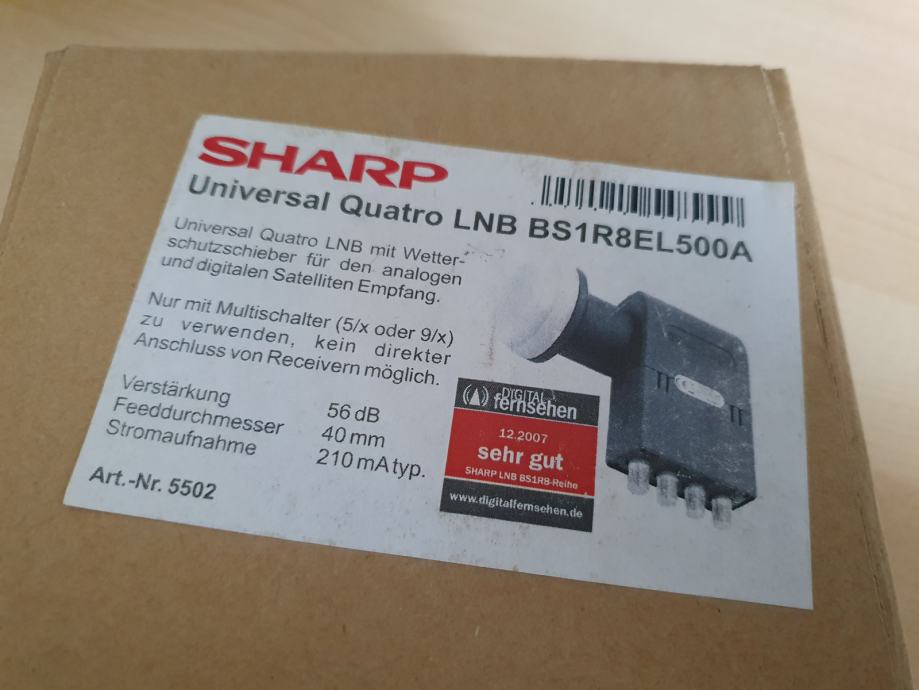 SHARP
Universal Quatro LNB BS1R8EL500A
Universal Quatro LNB mit Wetter-
schutzschieber für den analogen
und digitalen Satelliten Empfang.
Nur mit Multischalter (5/x oder 9/x)
zu verwenden, kein direkter
Anschluss von Receivern möglich.
Verstärkung 56 dB
Feeddurchmesser 40 mm
Stromaufnahme 210 mA typ.
Art.-Nr. 5502
DIGITAL
fernsehen
12.2007
sehr gut
SHARP LNB BS1R8-Reihe
www.digitalfernsehen.de